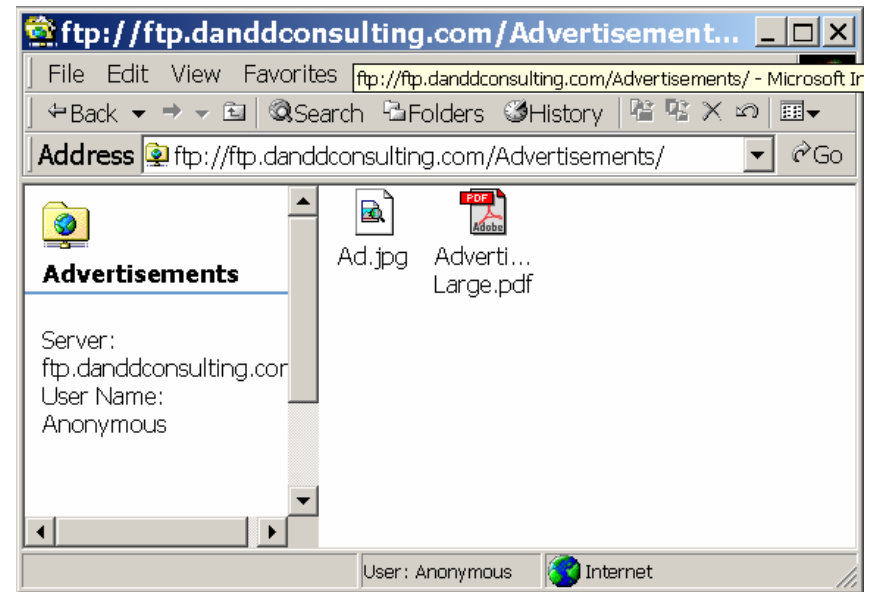 ftp://ftp.danddconsulting.com/Advertisement...
File Edit View Favorites
ftp://ftp.danddconsulting.com/Advertisements/ - Microsoft In
Back Search Folders History
Address ftp://ftp.danddconsulting.com/Advertisements/ Go
Advertisements
Server:
ftp.danddconsulting.com
User Name:
Anonymous
PDF
Adobe
Ad.jpg
Adverti...
Large.pdf
User: Anonymous Internet